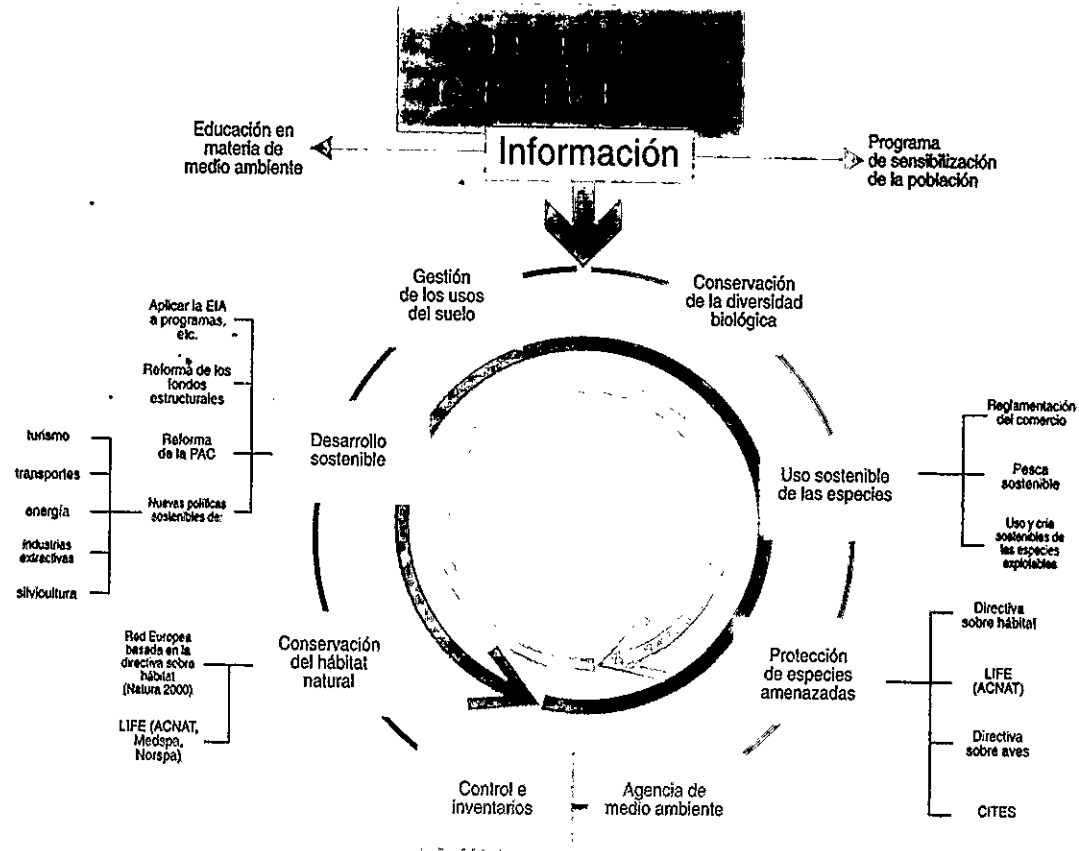 Educación en
materia de
medio ambiente
Información
Programa
de sensibilización
de la población
Gestión
de los usos
del suelo
Conservación
de la diversidad
biológica
Aplicar la EIA
a programas,
etc.
Reforma de los
fondos
estructurales
Reforma
de la PAC
Nuevas políticas
sostenibles de:
turismo
transportes
energía
industrias
extractivas
silvicultura
Desarrollo
sostenible
Uso sostenible
de las especies
Reglamentación
del comercio
Pesca
sostenible
Uso y cría
sostenibles de
las especies
explotables
Red Europea
basada en la
directiva sobre
hábitat
(Natura 2000)
LIFE (ACNAT,
Medspa,
Norspa)
Conservación
del hábitat
natural
Protección
de especies
amenazadas
Directiva
sobre hábitat
LIFE
(ACNAT)
Directiva
sobre aves
CITES
Control e
inventarios
Agencia de
medio ambiente